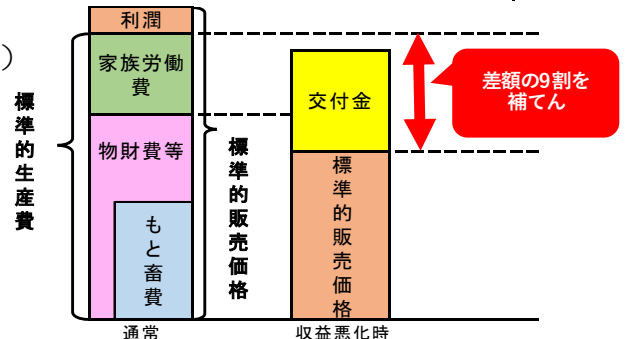 ）
利潤
家族労働
費
物財費等
もと畜費
標準的生産費
標準的販売価格
交付金
標準的販売価格
差額の9割を
補てん
通常
収益悪化時